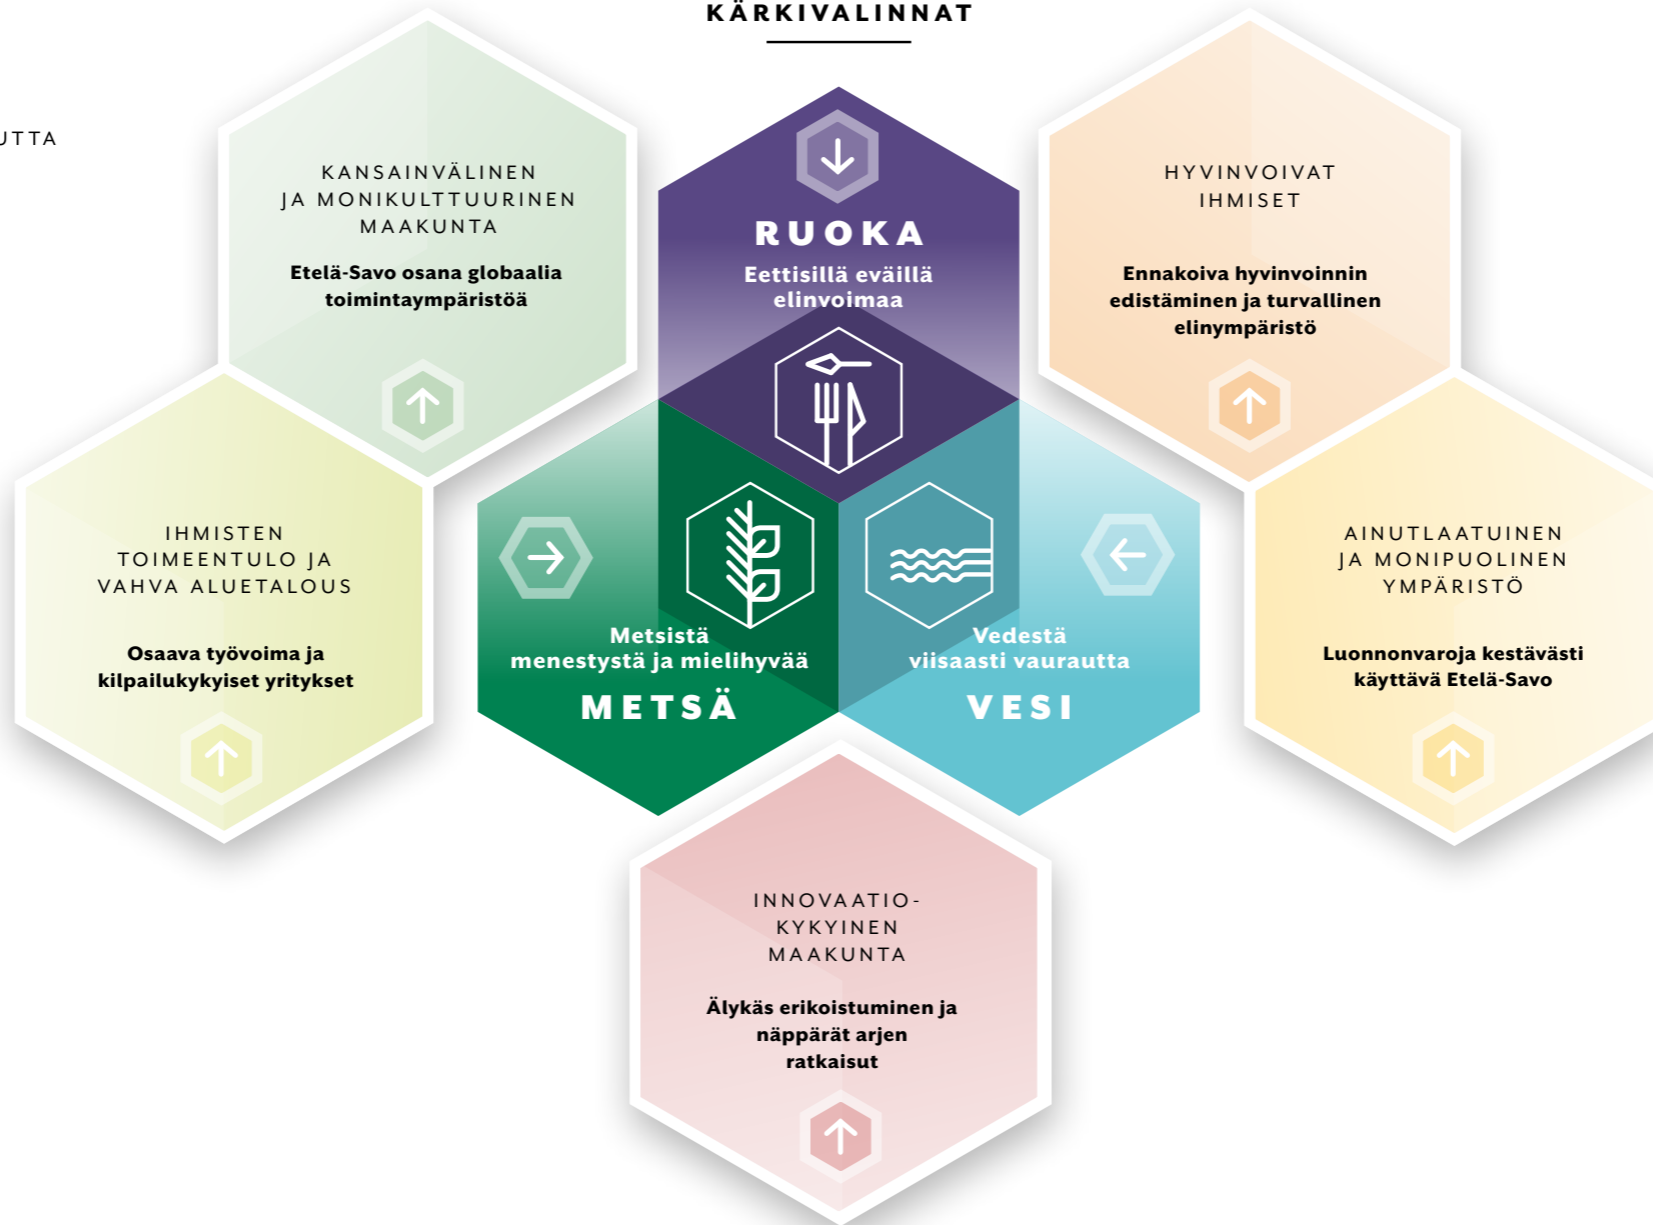 KÄRKIVALINNAT
UTTA
KANSAINVÄLINEN
JA MONIKULTTUURINEN
MAAKUNTA
Etelä-Savo osana globaalia
toimintaympäristöä
RUOKA
Eettisillä eväillä
elinvoimaa
HYVINVOIVAT
IHMISET
Ennakoiva hyvinvoinnin
edistäminen ja turvallinen
elinympäristö
IHMISTEN
TOIMEENTULO JA
VAHVA ALUETALOUS
Osaava työvoima ja
kilpailukykyiset yritykset
Metsistä
menestystä ja mielihyvää
METSÄ
Vedestä
viisaasti vaurautta
VESI
AINUTLAATUINEN
JA MONIPUOLINEN
YMPÄRISTÖ
Luonnonvaroja kestävästi
käyttävä Etelä-Savo
INNOVAATIO-
KYKYINEN
MAAKUNTA
Älykäs erikoistuminen ja
näppärät arjen
ratkaisut